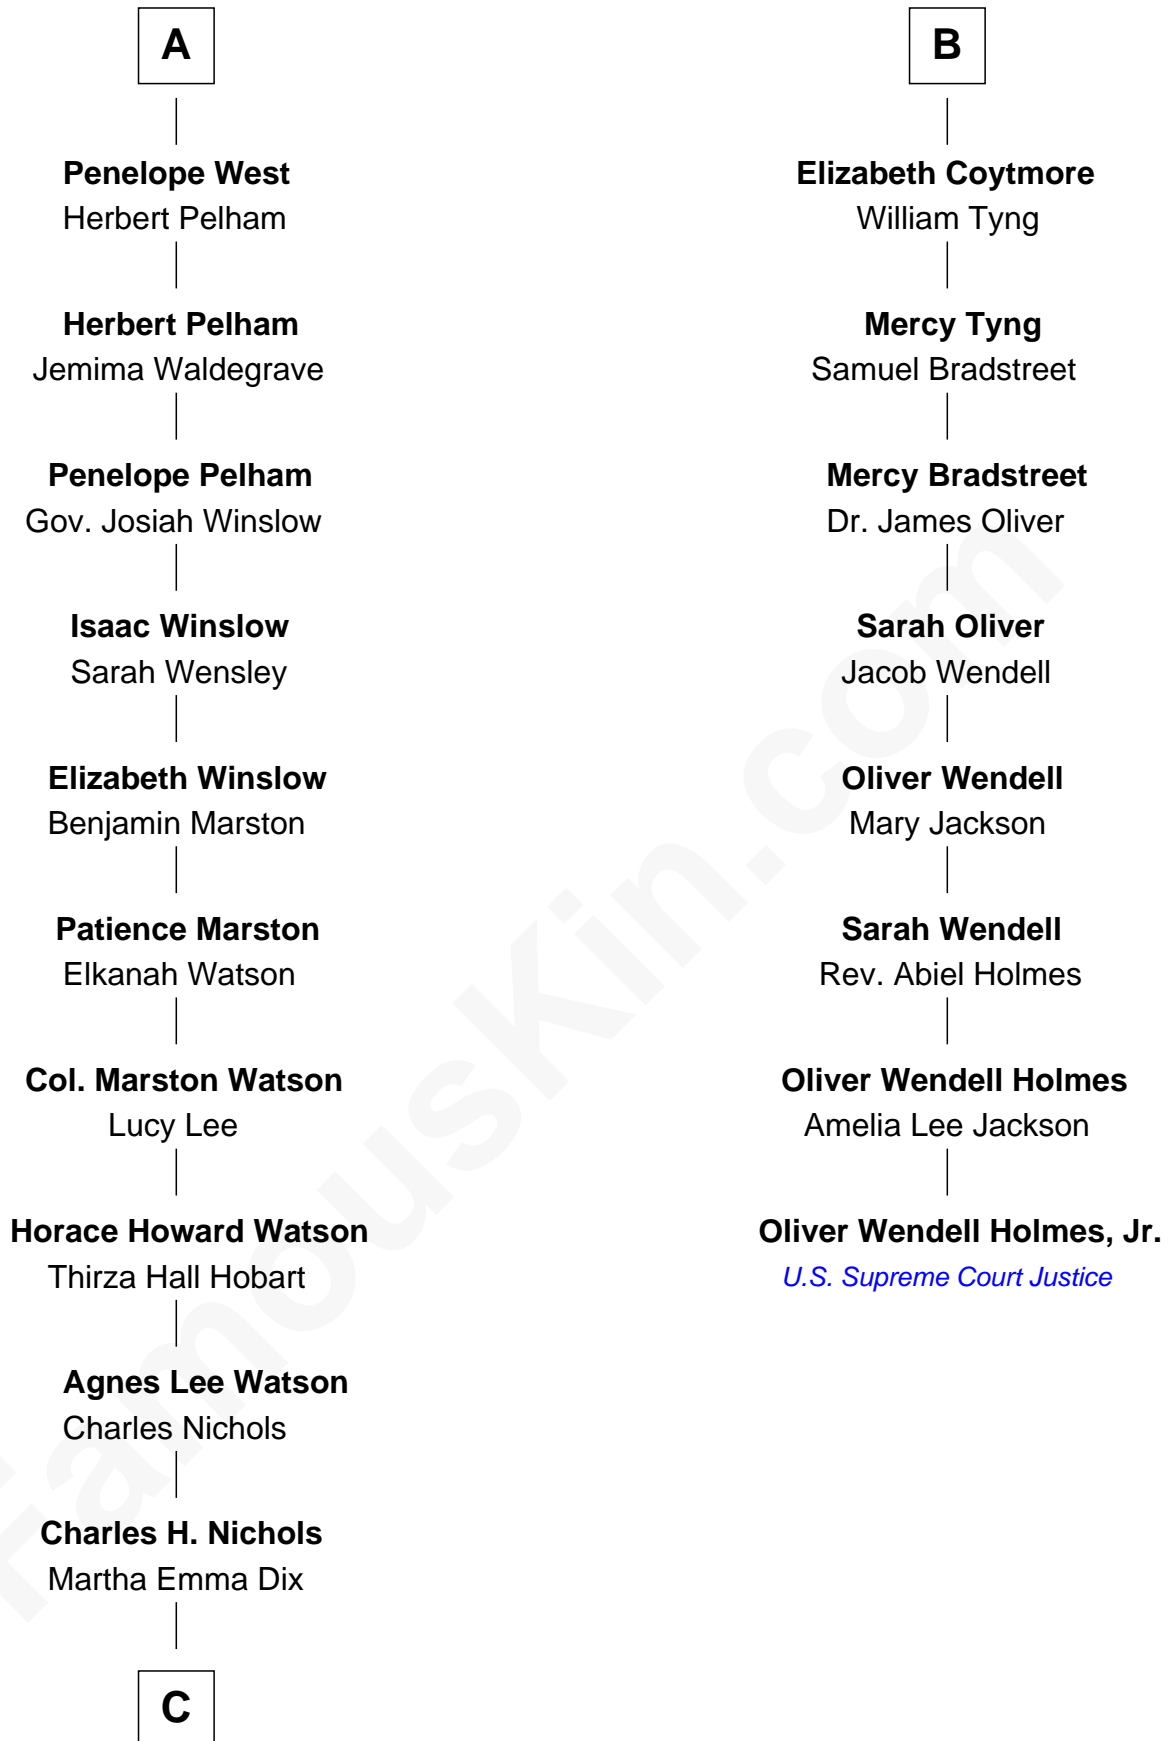 A
Penelope West
Herbert Pelham
Herbert Pelham
Jemima Waldegrave
Penelope Pelham
Gov. Josiah Winslow
Isaac Winslow
Sarah Wensley
Elizabeth Winslow
Benjamin Marston
Patience Marston
Elkanah Watson
Col. Marston Watson
Lucy Lee
Horace Howard Watson
Thirza Hall Hobart
Agnes Lee Watson
Charles Nichols
Charles H. Nichols
Martha Emma Dix
C
B
Elizabeth Coytmore
William Tyng
Mercy Tyng
Samuel Bradstreet
Mercy Bradstreet
Dr. James Oliver
Sarah Oliver
Jacob Wendell
Oliver Wendell
Mary Jackson
Sarah Wendell
Rev. Abiel Holmes
Oliver Wendell Holmes
Amelia Lee Jackson
Oliver Wendell Holmes, Jr.
U.S. Supreme Court Justice
FamousKin.com